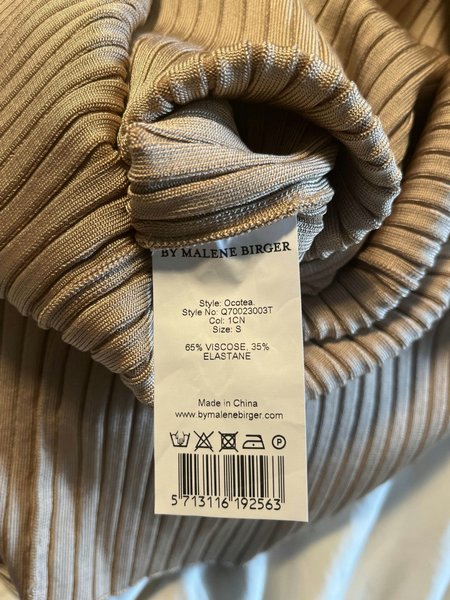 BY MALENE BIRGER
Style: Ocotea.
Style No: Q70023003T
Col: 1CN
Size: S
65% VISCOSE, 35%
ELASTANE
Made in China
www.bymalenebirger.com
P
5 713116 192563